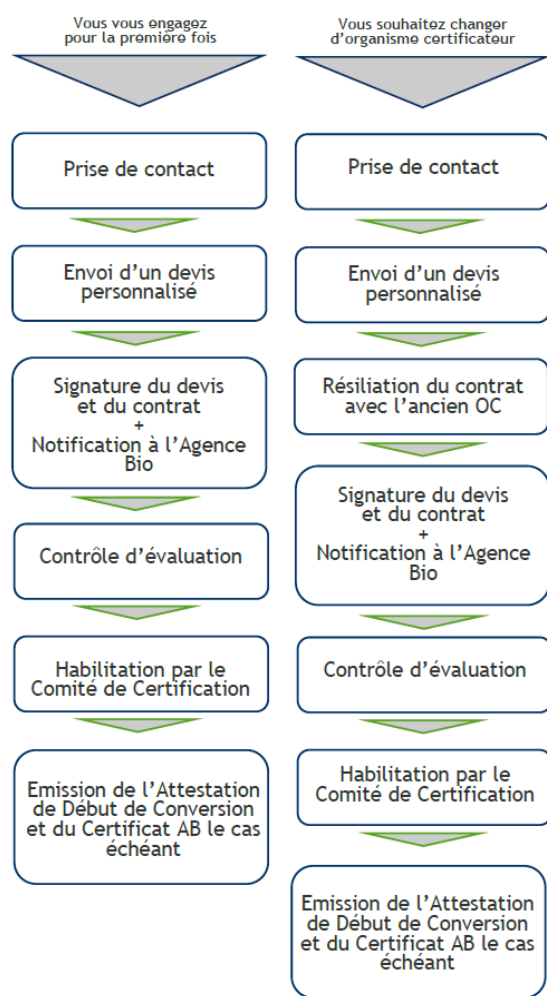 Vous vous engagez
pour la première fois
Prise de contact
Envoi d'un devis
personnalisé
Signature du devis
et du contrat
+
Notification à l'Agence
Bio
Contrôle d'évaluation
Habilitation par le
Comité de Certification
Emission de l'Attestation
de Début de Conversion
et du Certificat AB le cas
échéant
Vous souhaitez changer
d'organisme certificateur
Prise de contact
Envoi d'un devis
personnalisé
Résiliation du contrat
avec l'ancien OC
Signature du devis
et du contrat
+
Notification à l'Agence
Bio
Contrôle d'évaluation
Habilitation par le
Comité de Certification
Emission de l'Attestation
de Début de Conversion
et du Certificat AB le cas
échéant